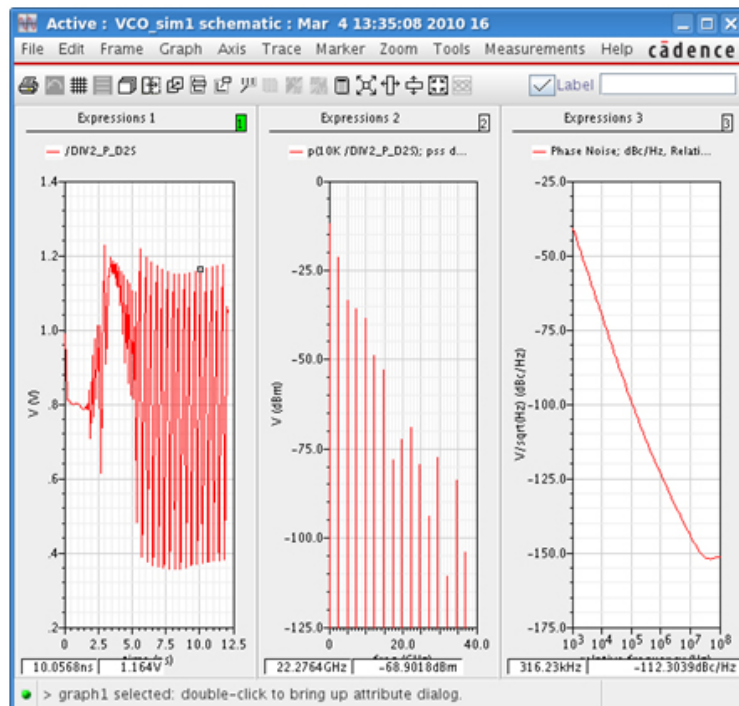 Active : VCO_sim1 schematic : Mar 4 13:35:08 2010 16
File Edit Frame Graph Axis Trace Marker Zoom Tools Measurements Help cādence
Label
Expressions 1 1
/DIV2_P_D2S
1.4
1.2
1.0
.8
.6
.4
.2
V (V)
0 2.5 5.0 7.5 10.0 12.5
10.0568ns 1.164V
Expressions 2 2
p(10K /DIV2_P_D2S); pss d...
0
-25.0
-50.0
-75.0
-100.0
-125.0
V (dBm)
0 20.0 40.0
22.2764GHz -68.9018dBm
Expressions 3 3
Phase Noise; dBc/Hz, Relati...
-25.0
-50.0
-75.0
-100.0
-125.0
-150.0
-175.0
V/sqrt(Hz) (dBc/Hz)
10³ 10⁴ 10⁵ 10⁶ 10⁷ 10⁸
316.23kHz -112.3039dBc/Hz
> graph1 selected: double-click to bring up attribute dialog.